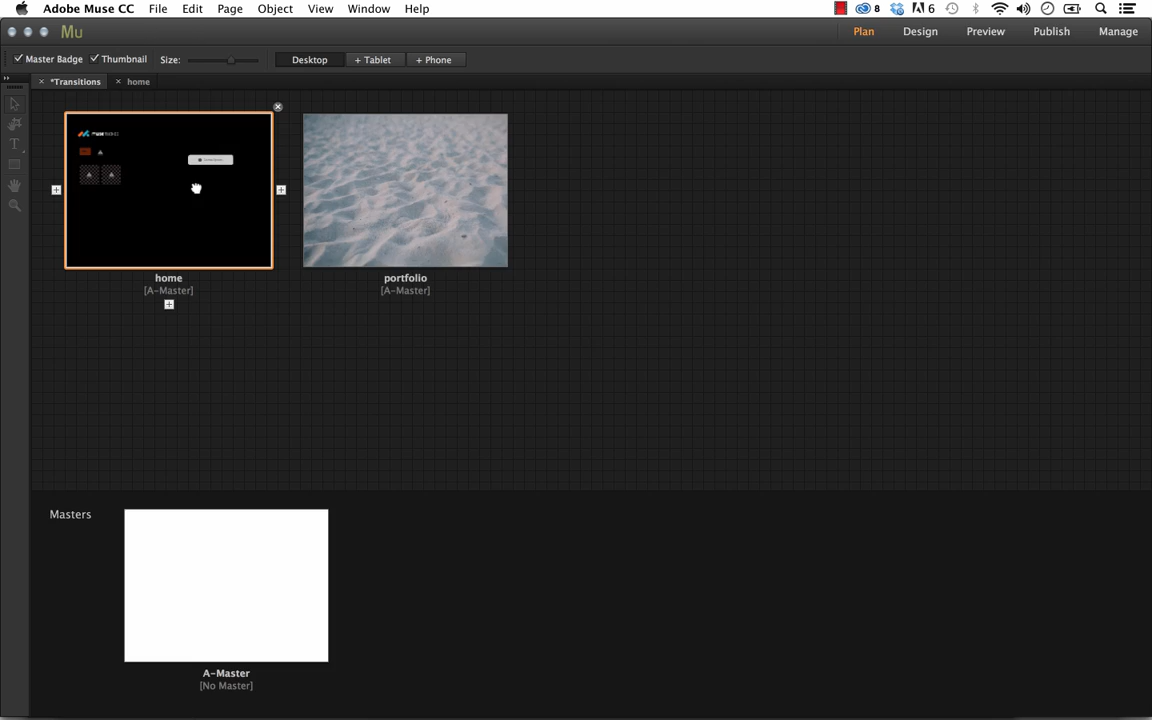 Adobe Muse CC File Edit Page Object View Window Help 8 6
Mu Plan Design Preview Publish Manage
Master Badge Thumbnail Size: Desktop + Tablet + Phone
*Transitions home
home
[A-Master]
portfolio
[A-Master]
Masters
A-Master
[No Master]